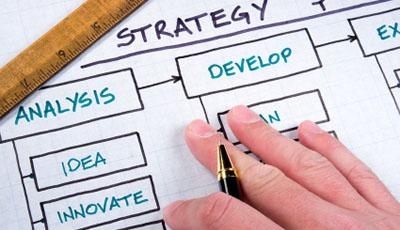 STRATEGY
ANALYSIS
DEVELOP
IDEA
INNOVATE